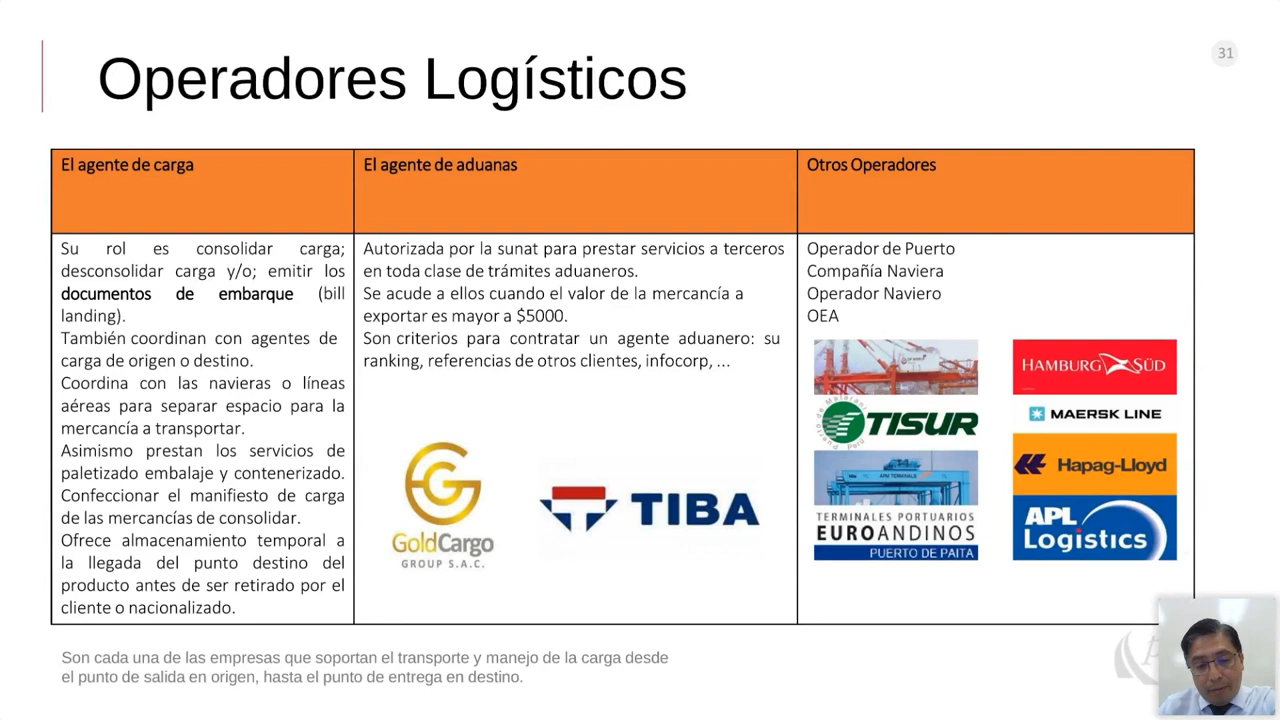 31
Operadores Logísticos
El agente de carga
El agente de aduanas
Otros Operadores
Su rol es consolidar carga;
desconsolidar carga y/o; emitir los
documentos de embarque (bill
landing).
También coordinan con agentes de
carga de origen o destino.
Coordina con las navieras o líneas
aéreas para separar espacio para la
mercancía a transportar.
Asimismo prestan los servicios de
paletizado embalaje y contenerizado.
Confeccionar el manifiesto de carga
de las mercancías de consolidar.
Ofrece almacenamiento temporal a
la llegada del punto destino del
producto antes de ser retirado por el
cliente o nacionalizado.
Autorizada por la sunat para prestar servicios a terceros
en toda clase de trámites aduaneros.
Se acude a ellos cuando el valor de la mercancía a
exportar es mayor a $5000.
Son criterios para contratar un agente aduanero: su
ranking, referencias de otros clientes, infocorp, ...
GoldCargo
GROUP S.A.C.
TIBA
Operador de Puerto
Compañía Naviera
Operador Naviero
OEA
TISUR
APM TERMINALS
TERMINALES PORTUARIOS
EUROANDINOS
PUERTO DE PAITA
HAMBURG SÜD
MAERSK LINE
Hapag-Lloyd
APL
Logistics
Son cada una de las empresas que soportan el transporte y manejo de la carga desde
el punto de salida en origen, hasta el punto de entrega en destino.